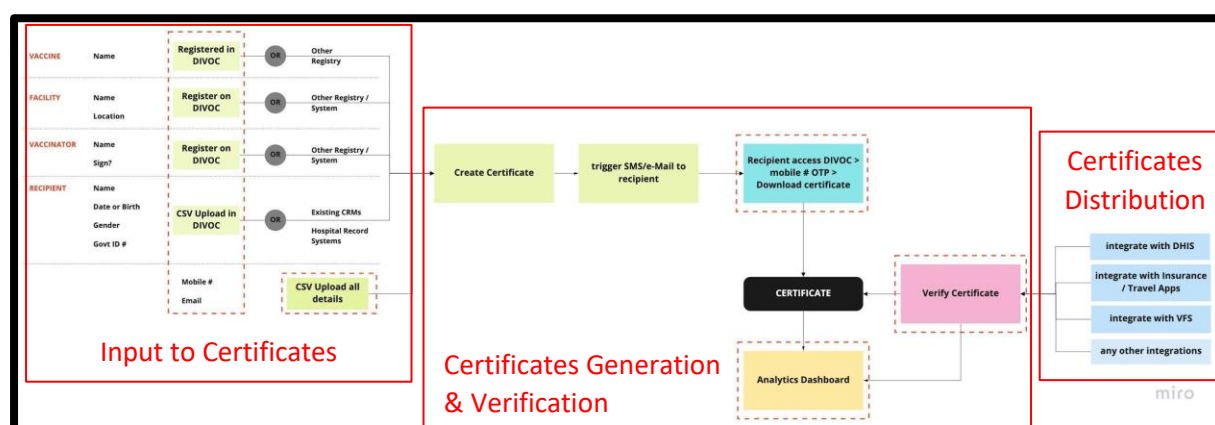 VACCINE
Name
Registered in
DIVOC
OR
Other
Registry
FACILITY
Name
Location
Register on
DIVOC
OR
Other Registry /
System
VACCINATOR
Name
Sign?
Register on
DIVOC
OR
Other Registry /
System
RECIPIENT
Name
Date or Birth
Gender
Govt ID #
CSV Upload in
DIVOC
OR
Existing CRMs
Hospital Record
Systems
Mobile #
Email
CSV Upload all
details
Input to Certificates
Create Certificate
trigger SMS/e-Mail to
recipient
Recipient access DIVOC >
mobile # OTP >
Download certificate
CERTIFICATE
Verify Certificate
Analytics Dashboard
Certificates Generation
& Verification
Certificates
Distribution
integrate with DHIS
integrate with Insurance
/ Travel Apps
integrate with VFS
any other integrations
miro